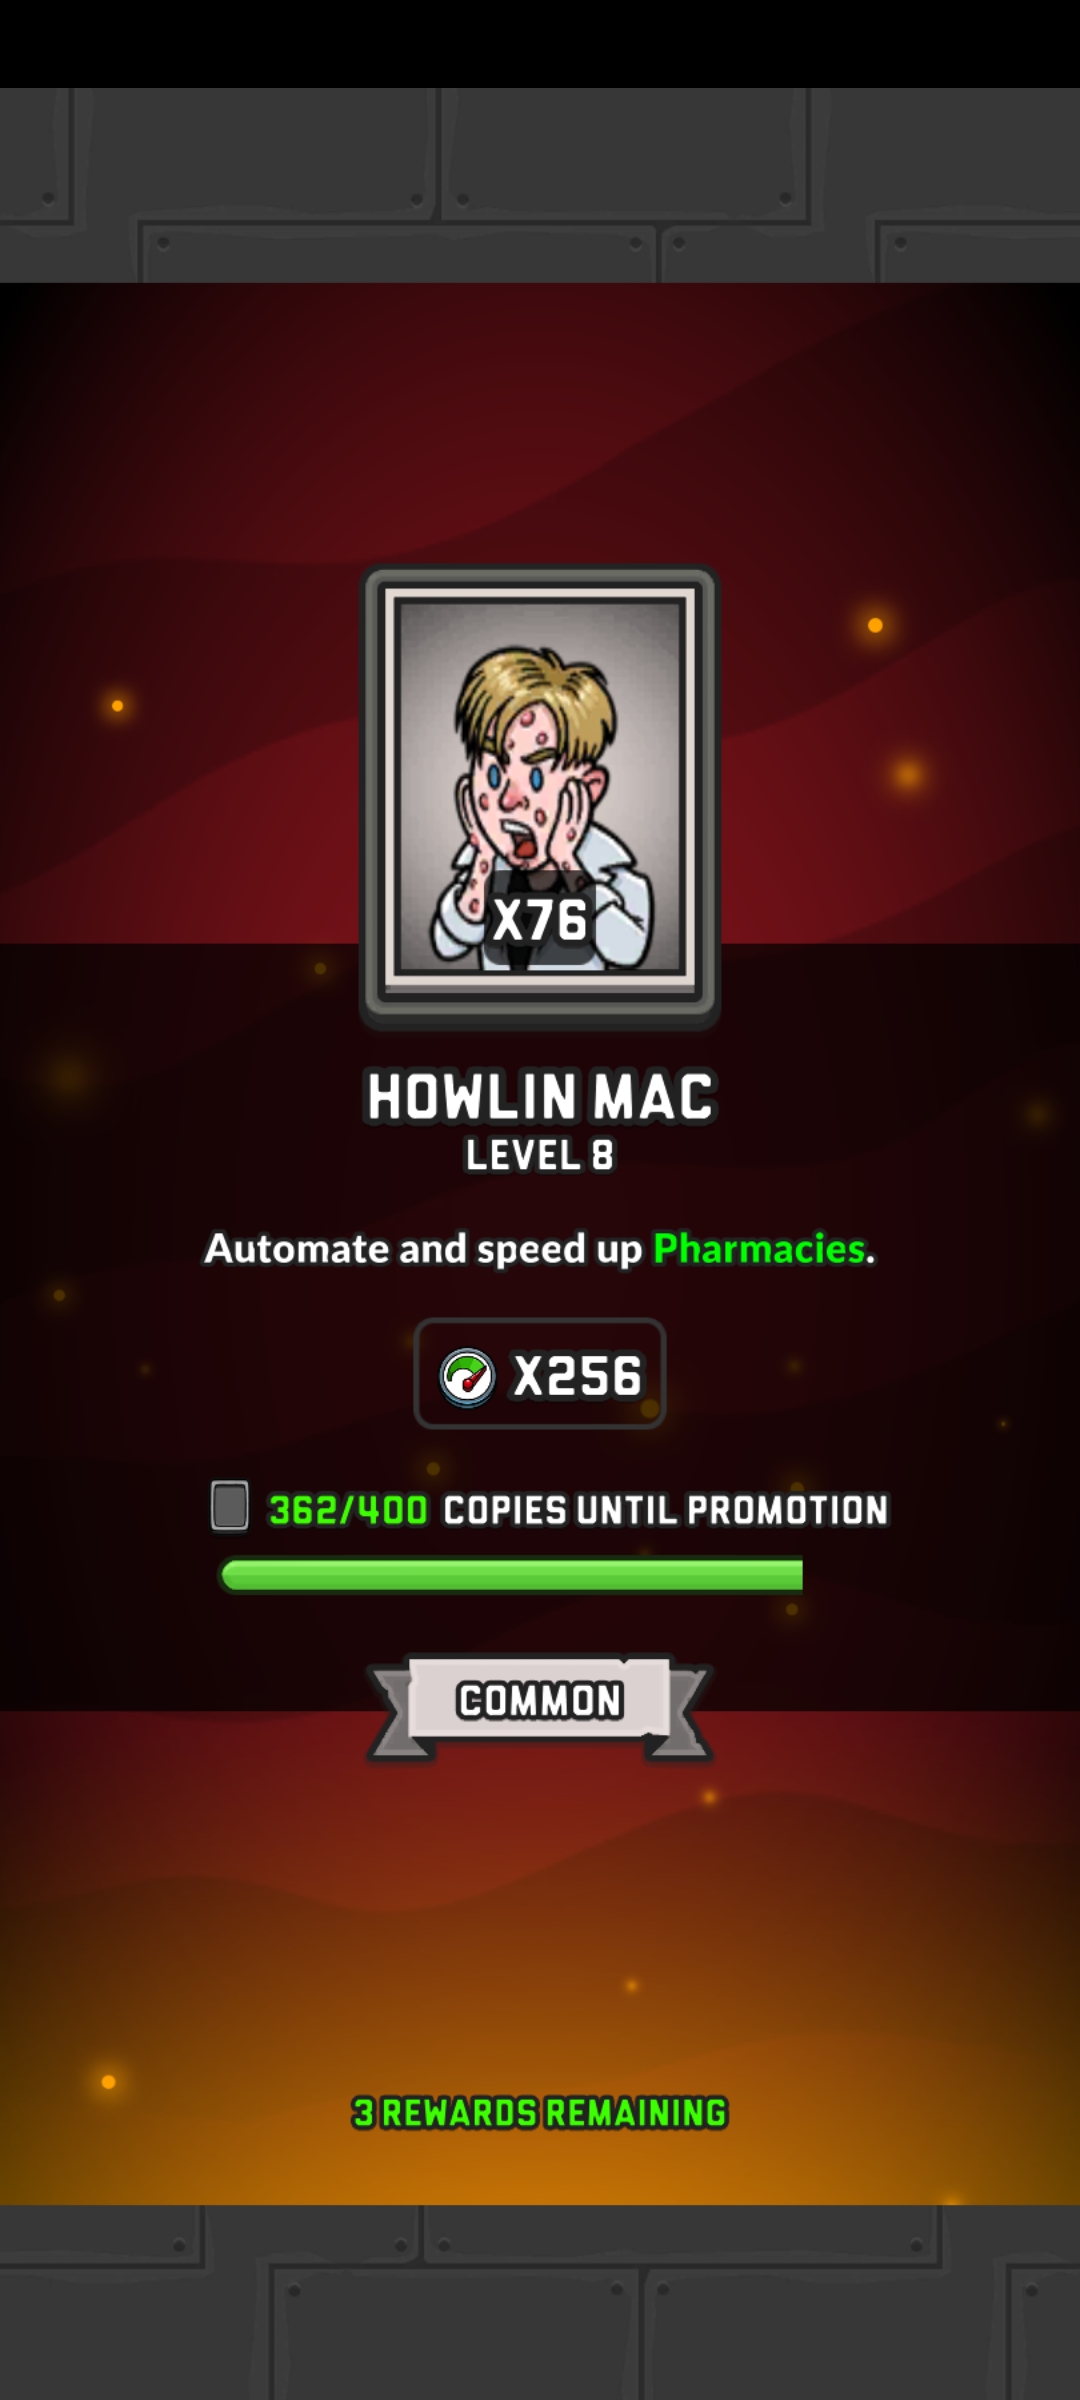 X76
HOWLIN MAC
LEVEL 8
Automate and speed up Pharmacies.
X256
362/400 COPIES UNTIL PROMOTION
COMMON
3 REWARDS REMAINING